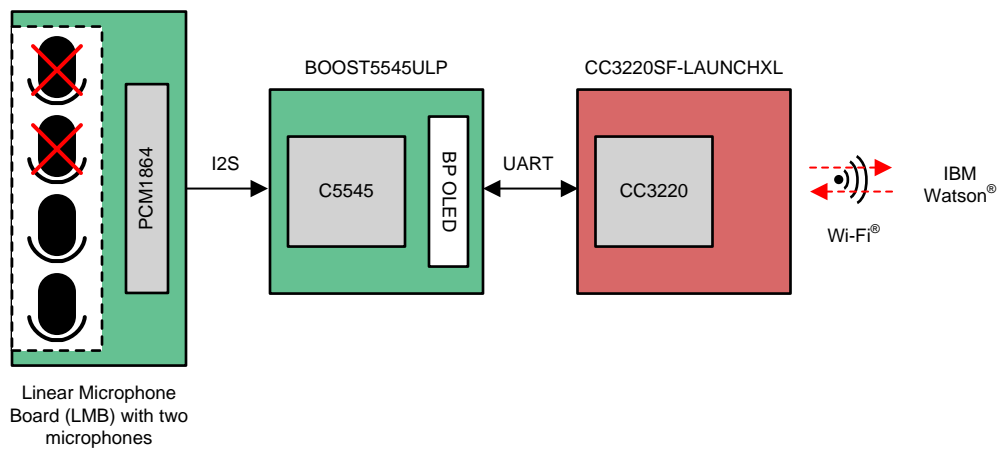 BOOST5545ULP
CC3220SF-LAUNCHXL
PCM1864
I2S
C5545
BP OLED
UART
CC3220
IBM
Watson®
Wi-Fi®
Linear Microphone
Board (LMB) with two
microphones